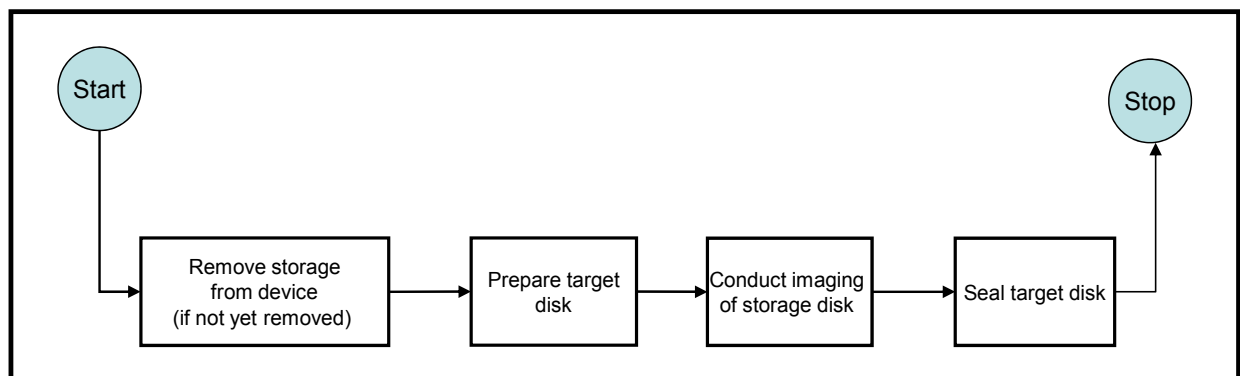 Start
Stop
Remove storage
from device
(if not yet removed)
Prepare target
disk
Conduct imaging
of storage disk
Seal target disk